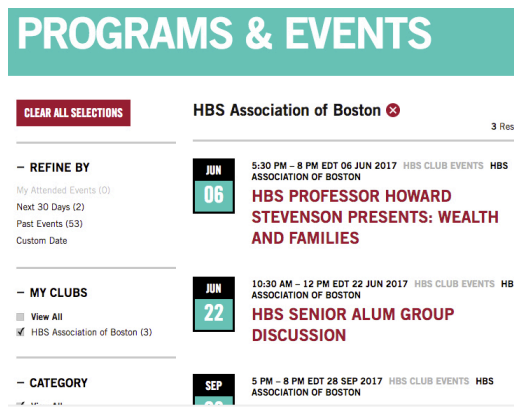 PROGRAMS & EVENTS
CLEAR ALL SELECTIONS
HBS Association of Boston
3 Res
– REFINE BY
My Attended Events (0)
Next 30 Days (2)
Past Events (53)
Custom Date
– MY CLUBS
View All
HBS Association of Boston (3)
– CATEGORY
JUN
06
5:30 PM – 8 PM EDT 06 JUN 2017 HBS CLUB EVENTS HBS
ASSOCIATION OF BOSTON
HBS PROFESSOR HOWARD
STEVENSON PRESENTS: WEALTH
AND FAMILIES
JUN
22
10:30 AM – 12 PM EDT 22 JUN 2017 HBS CLUB EVENTS HB
ASSOCIATION OF BOSTON
HBS SENIOR ALUM GROUP
DISCUSSION
SEP
5 PM – 8 PM EDT 28 SEP 2017 HBS CLUB EVENTS HBS
ASSOCIATION OF BOSTON